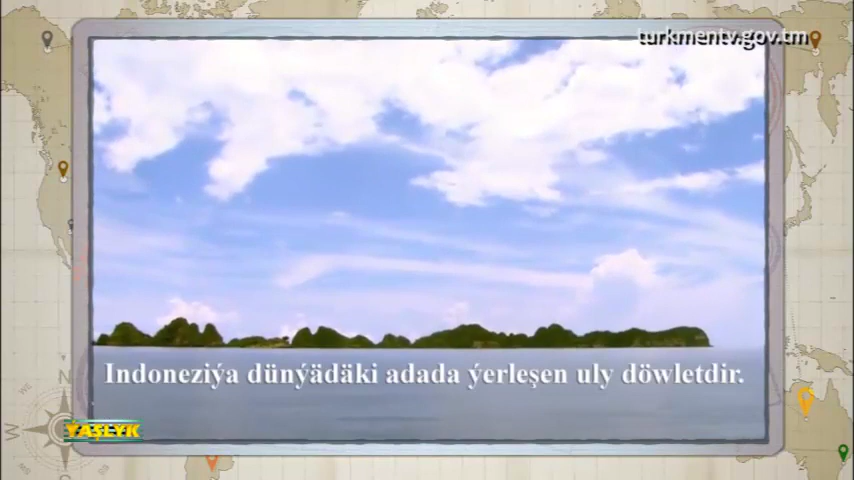 turkmentv.gov.tm
Indoneziýa dünýädäki adada ýerleşen uly döwletdir.
ÝAŞLYK
W